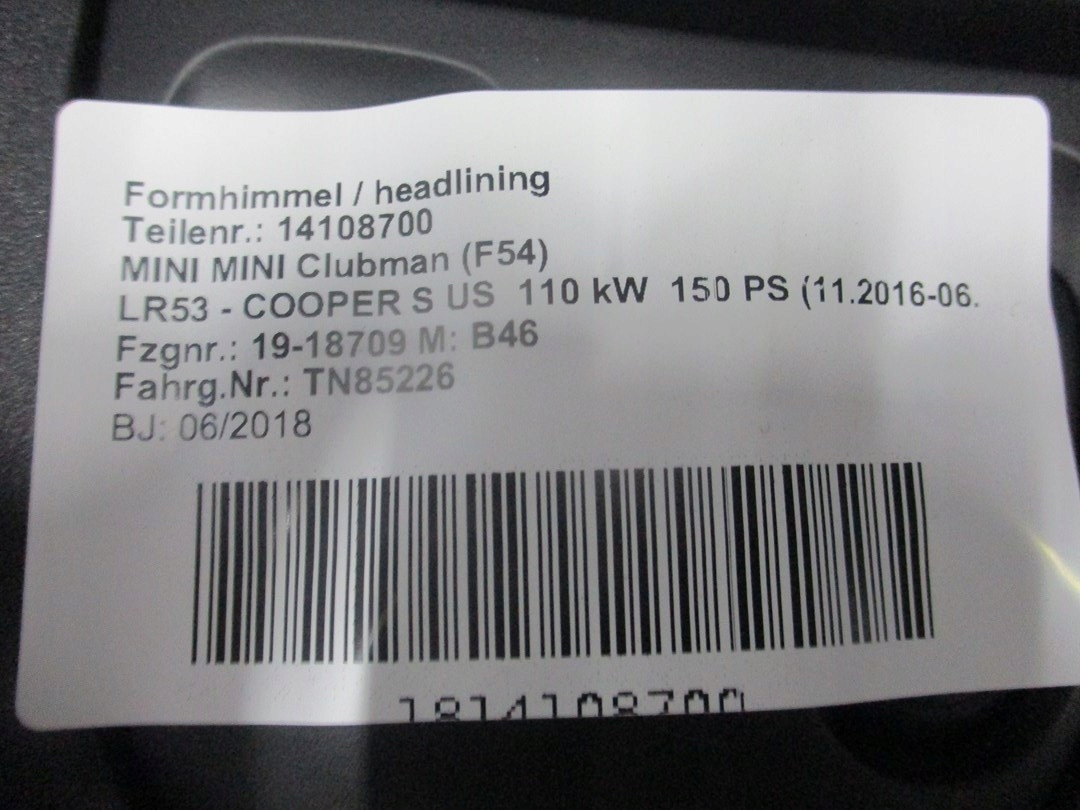 Formhimmel / headlining
Teilenr.: 14108700
MINI MINI Clubman (F54)
LR53 - COOPER S US 110 kW 150 PS (11.2016-06.
Fzgnr.: 19-18709 M: B46
Fahrg.Nr.: TN85226
BJ: 06/2018
1814108700